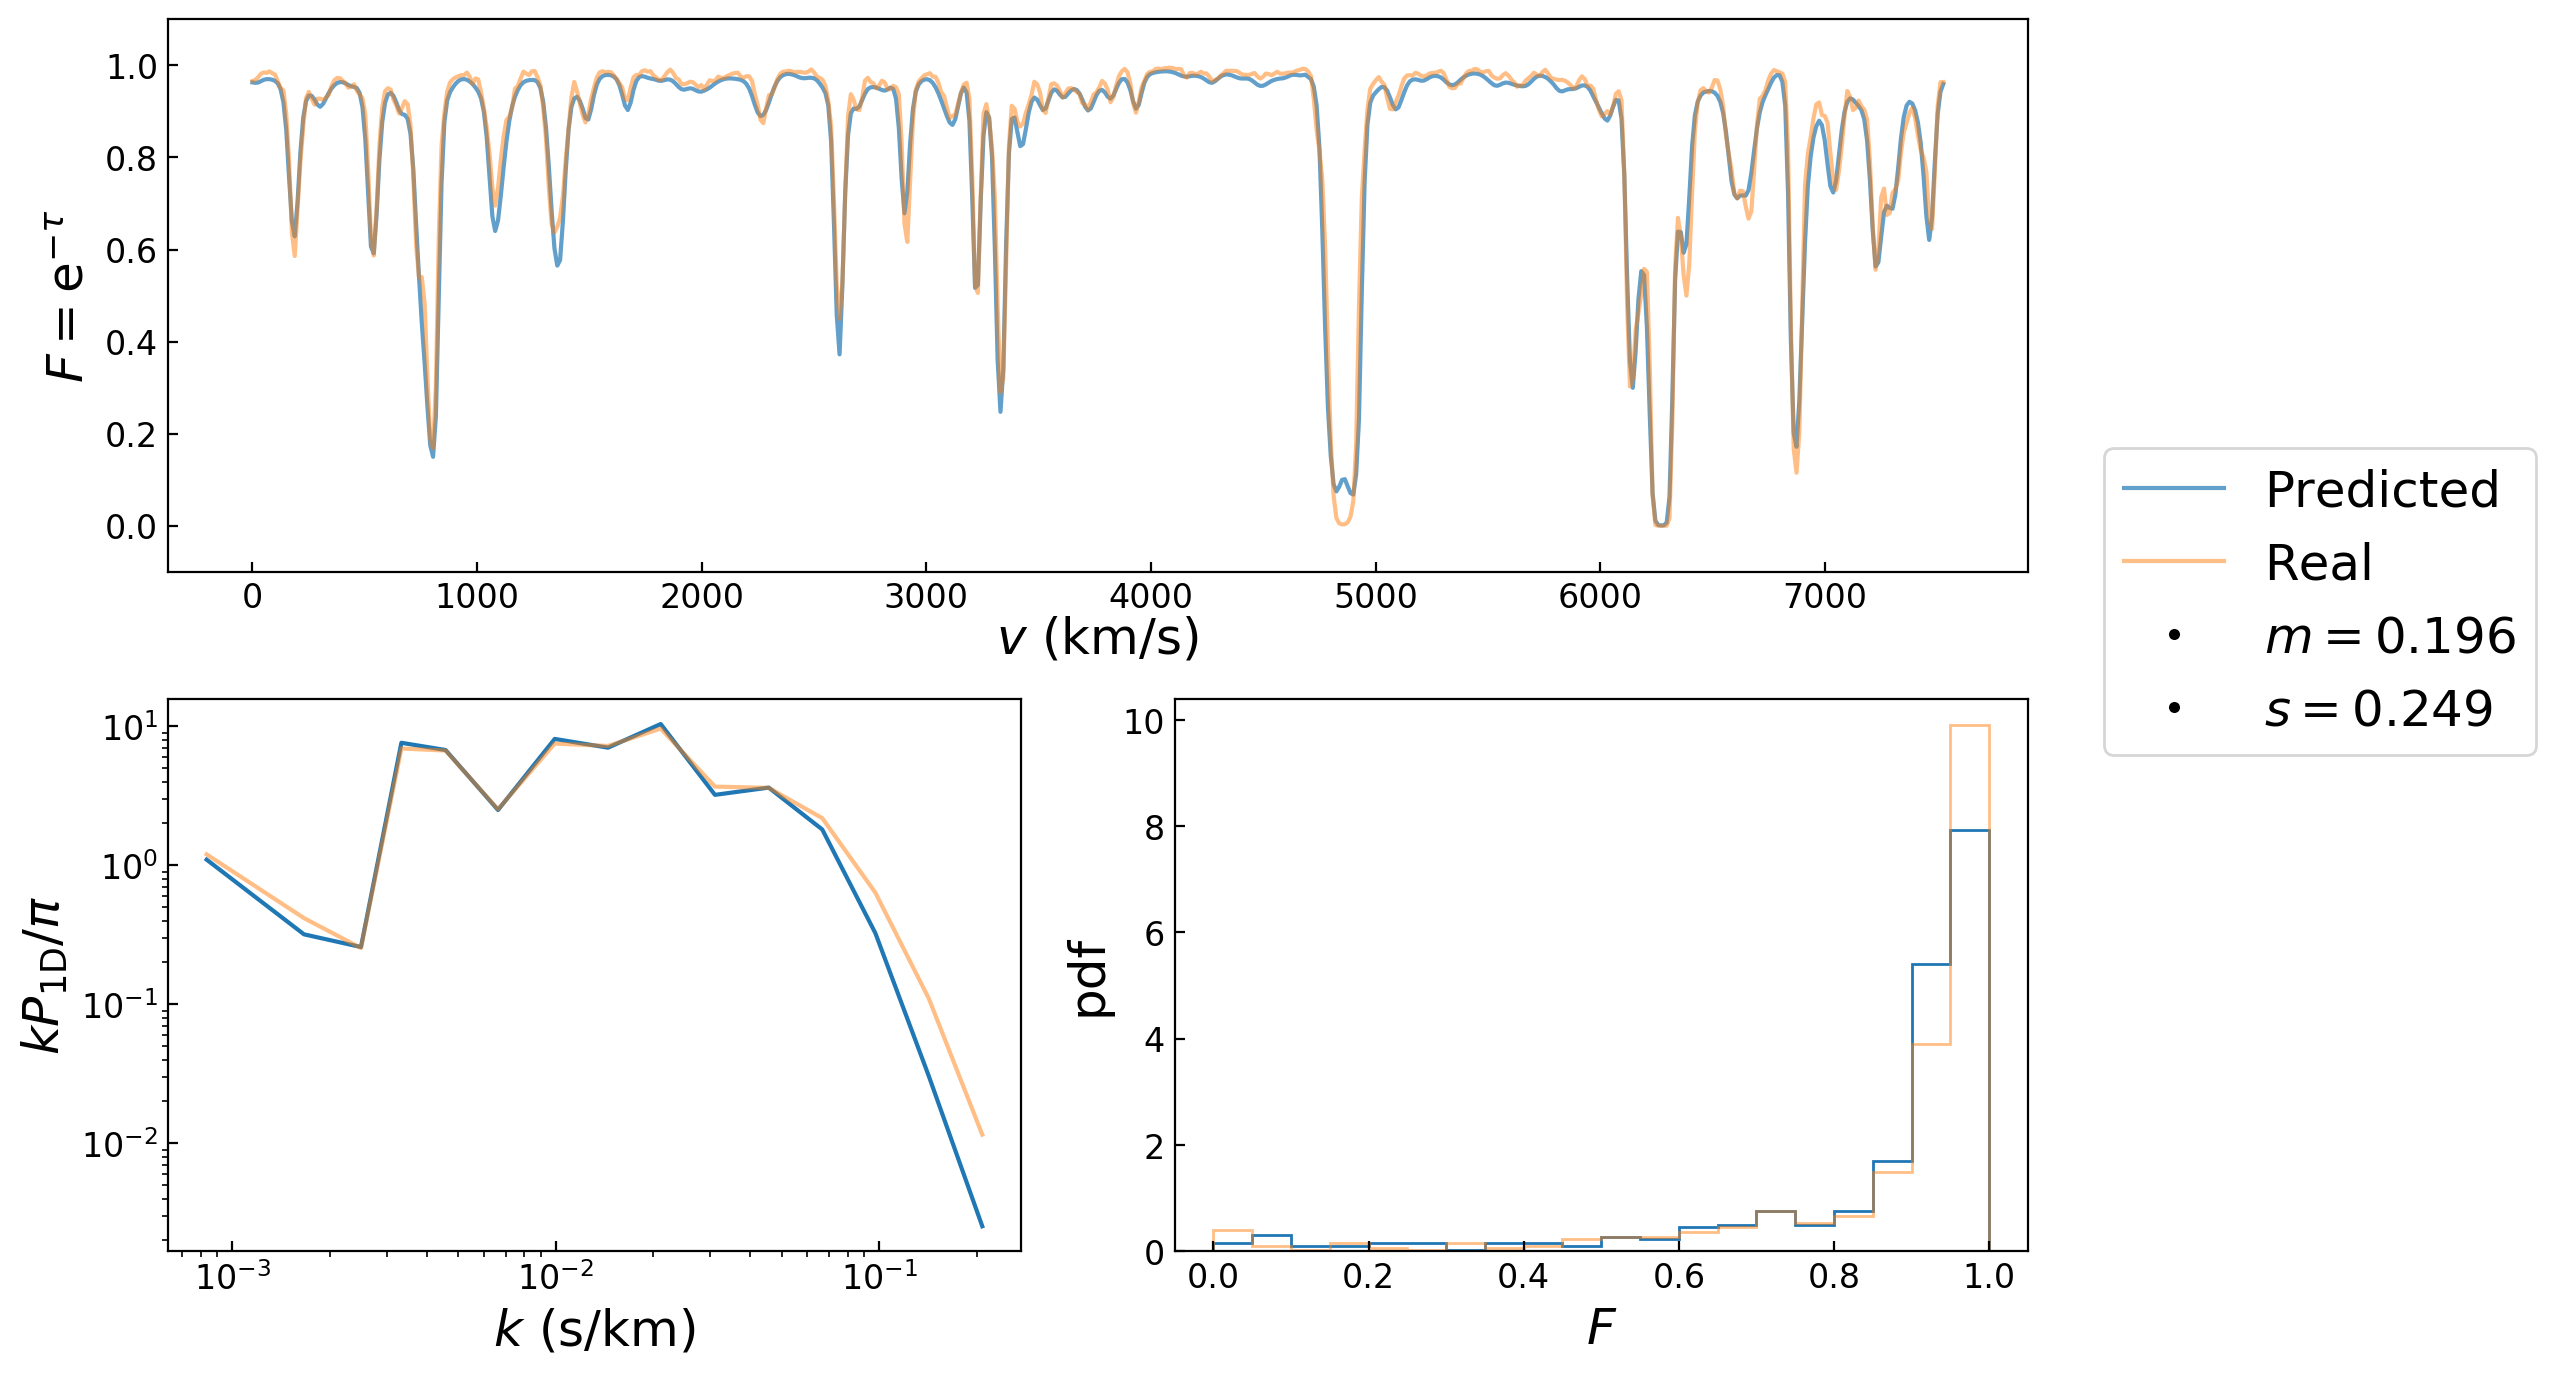 1.0
0.8
0.6
0.4
0.2
0.0
F = e^{−τ}
0 1000 2000 3000 4000 5000 6000 7000
v (km/s)
Predicted
Real
m = 0.196
s = 0.249
10^1
10^0
10^{−1}
10^{−2}
kP_{1D}/π
10^{−3} 10^{−2} 10^{−1}
k (s/km)
10
8
6
4
2
0
pdf
0.0 0.2 0.4 0.6 0.8 1.0
F